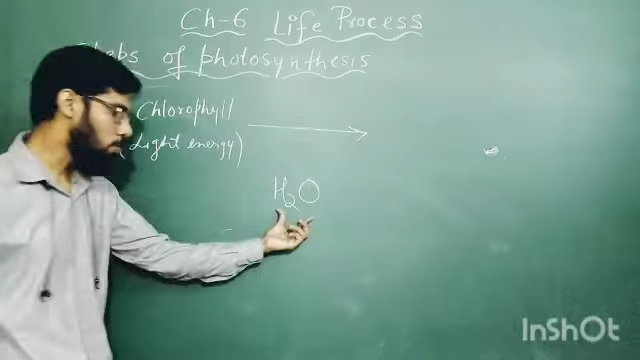 Ch-6 Life Process
Steps of photosynthesis
Chlorophyll
(Light energy)
H₂O
InShOt